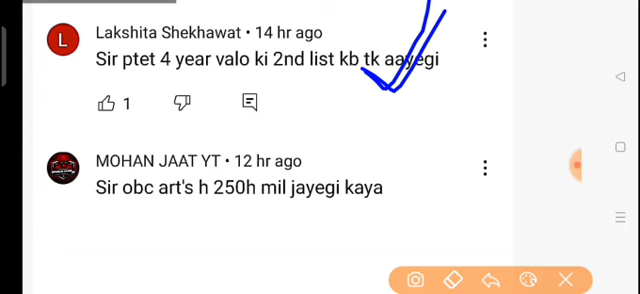 L
Lakshita Shekhawat • 14 hr ago
Sir ptet 4 year valo ki 2nd list kb tk aayegi
1
MOHAN JAAT YT • 12 hr ago
Sir obc art's h 250h mil jayegi kaya